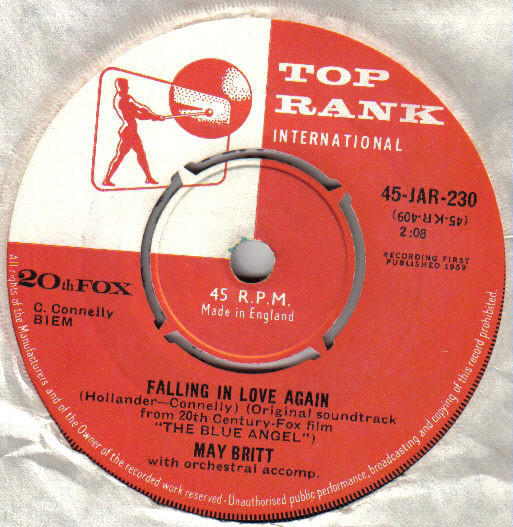 TOP
RANK
INTERNATIONAL
45-JAR-230
(45-K R-409)
2:08
RECORDING FIRST
PUBLISHED 1959
20th FOX
C. Connelly
BIEM
45 R.P.M.
Made in England
FALLING IN LOVE AGAIN
(Hollander—Connelly) (Original soundtrack
from 20th Century-Fox film
"THE BLUE ANGEL")
MAY BRITT
with orchestral accomp.
All rights of the Manufacturers and of the Owner of the recorded work reserved · Unauthorised public performance, broadcasting and copying of this record prohibited.